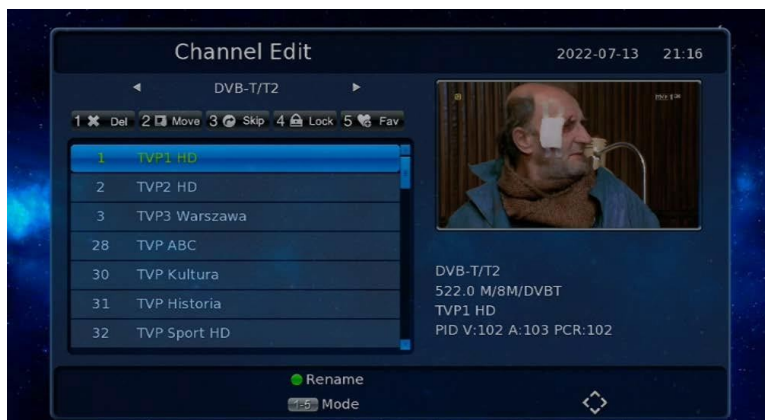 Channel Edit
2022-07-13 21:16
DVB-T/T2
1 Del 2 Move 3 Skip 4 Lock 5 Fav
1 TVP1 HD
2 TVP2 HD
3 TVP3 Warszawa
28 TVP ABC
30 TVP Kultura
31 TVP Historia
32 TVP Sport HD
DVB-T/T2
522.0 M/8M/DVBT
TVP1 HD
PID V:102 A:103 PCR:102
Rename
1-5 Mode